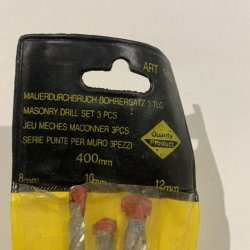 ART
MAUERDURCHBRUCH BOHRERSATZ 3 TLG
MASONRY DRILL SET 3 PCS
JEU MECHES MACONNER 3PCS
SERIE PUNTE PER MURO 3PEZZI
Quality
Product
400mm
8mm 10mm 12mm